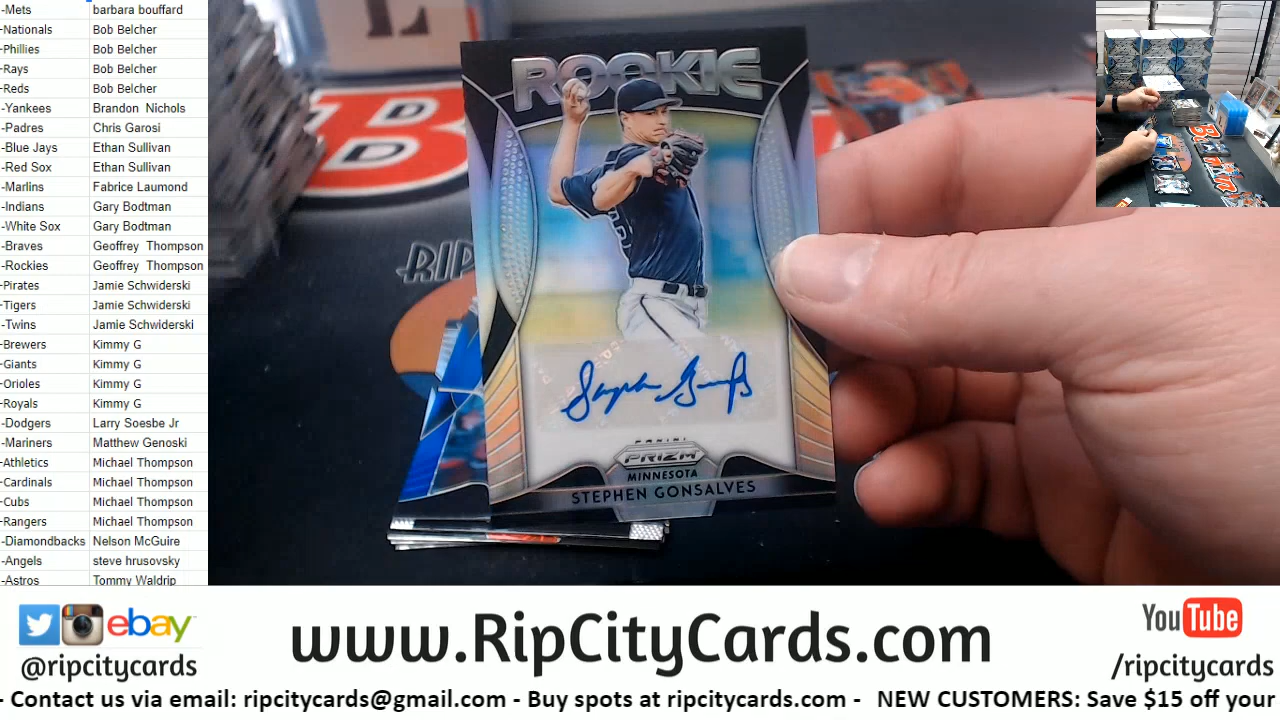 -Mets barbara bouffard
-Nationals Bob Belcher
-Phillies Bob Belcher
-Rays Bob Belcher
-Reds Bob Belcher
-Yankees Brandon Nichols
-Padres Chris Garosi
-Blue Jays Ethan Sullivan
-Red Sox Ethan Sullivan
-Marlins Fabrice Laumond
-Indians Gary Bodtman
-White Sox Gary Bodtman
-Braves Geoffrey Thompson
-Rockies Geoffrey Thompson
-Pirates Jamie Schwiderski
-Tigers Jamie Schwiderski
-Twins Jamie Schwiderski
-Brewers Kimmy G
-Giants Kimmy G
-Orioles Kimmy G
-Royals Kimmy G
-Dodgers Larry Soesbe Jr
-Mariners Matthew Genoski
-Athletics Michael Thompson
-Cardinals Michael Thompson
-Cubs Michael Thompson
-Rangers Michael Thompson
-Diamondbacks Nelson McGuire
-Angels steve hrusovsky
-Astros Tommy Waldrip
ROOKIE
RIP
PANINI
PRIZM
MINNESOTA
STEPHEN GONSALVES
ebay
@ripcitycards
www.RipCityCards.com
YouTube
/ripcitycards
- Contact us via email: ripcitycards@gmail.com - Buy spots at ripcitycards.com - NEW CUSTOMERS: Save $15 off your